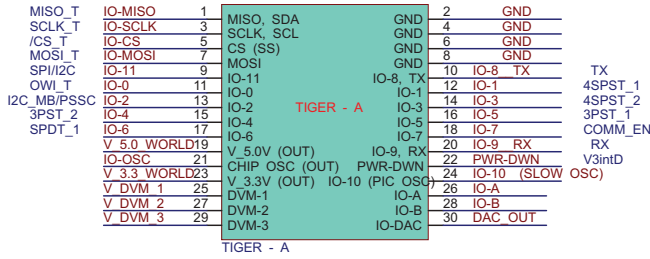 MISO_T IO-MISO 1 MISO, SDA GND 2 GND
SCLK_T IO-SCLK 3 SCLK, SCL GND 4 GND
/CS_T IO-CS 5 CS (SS) GND 6 GND
MOSI_T IO-MOSI 7 MOSI GND 8 GND
SPI/I2C IO-11 9 IO-11 IO-8, TX 10 IO-8_TX TX
OWI_T IO-0 11 IO-0 IO-1 12 IO-1 4SPST_1
I2C_MB/PSSC IO-2 13 IO-2 TIGER - A IO-3 14 IO-3 4SPST_2
3PST_2 IO-4 15 IO-4 IO-5 16 IO-5 3PST_1
SPDT_1 IO-6 17 IO-6 IO-7 18 IO-7 COMM_EN
V_5.0_WORLD 19 V_5.0V (OUT) IO-9, RX 20 IO-9_RX RX
IO-OSC 21 CHIP OSC (OUT) PWR-DWN 22 PWR-DWN V3intD
V_3.3_WORLD 23 V_3.3V (OUT) IO-10 (PIC OSC) 24 IO-10 (SLOW OSC)
V_DVM_1 25 DVM-1 IO-A 26 IO-A
V_DVM_2 27 DVM-2 IO-B 28 IO-B
V_DVM_3 29 DVM-3 IO-DAC 30 DAC_OUT
TIGER - A